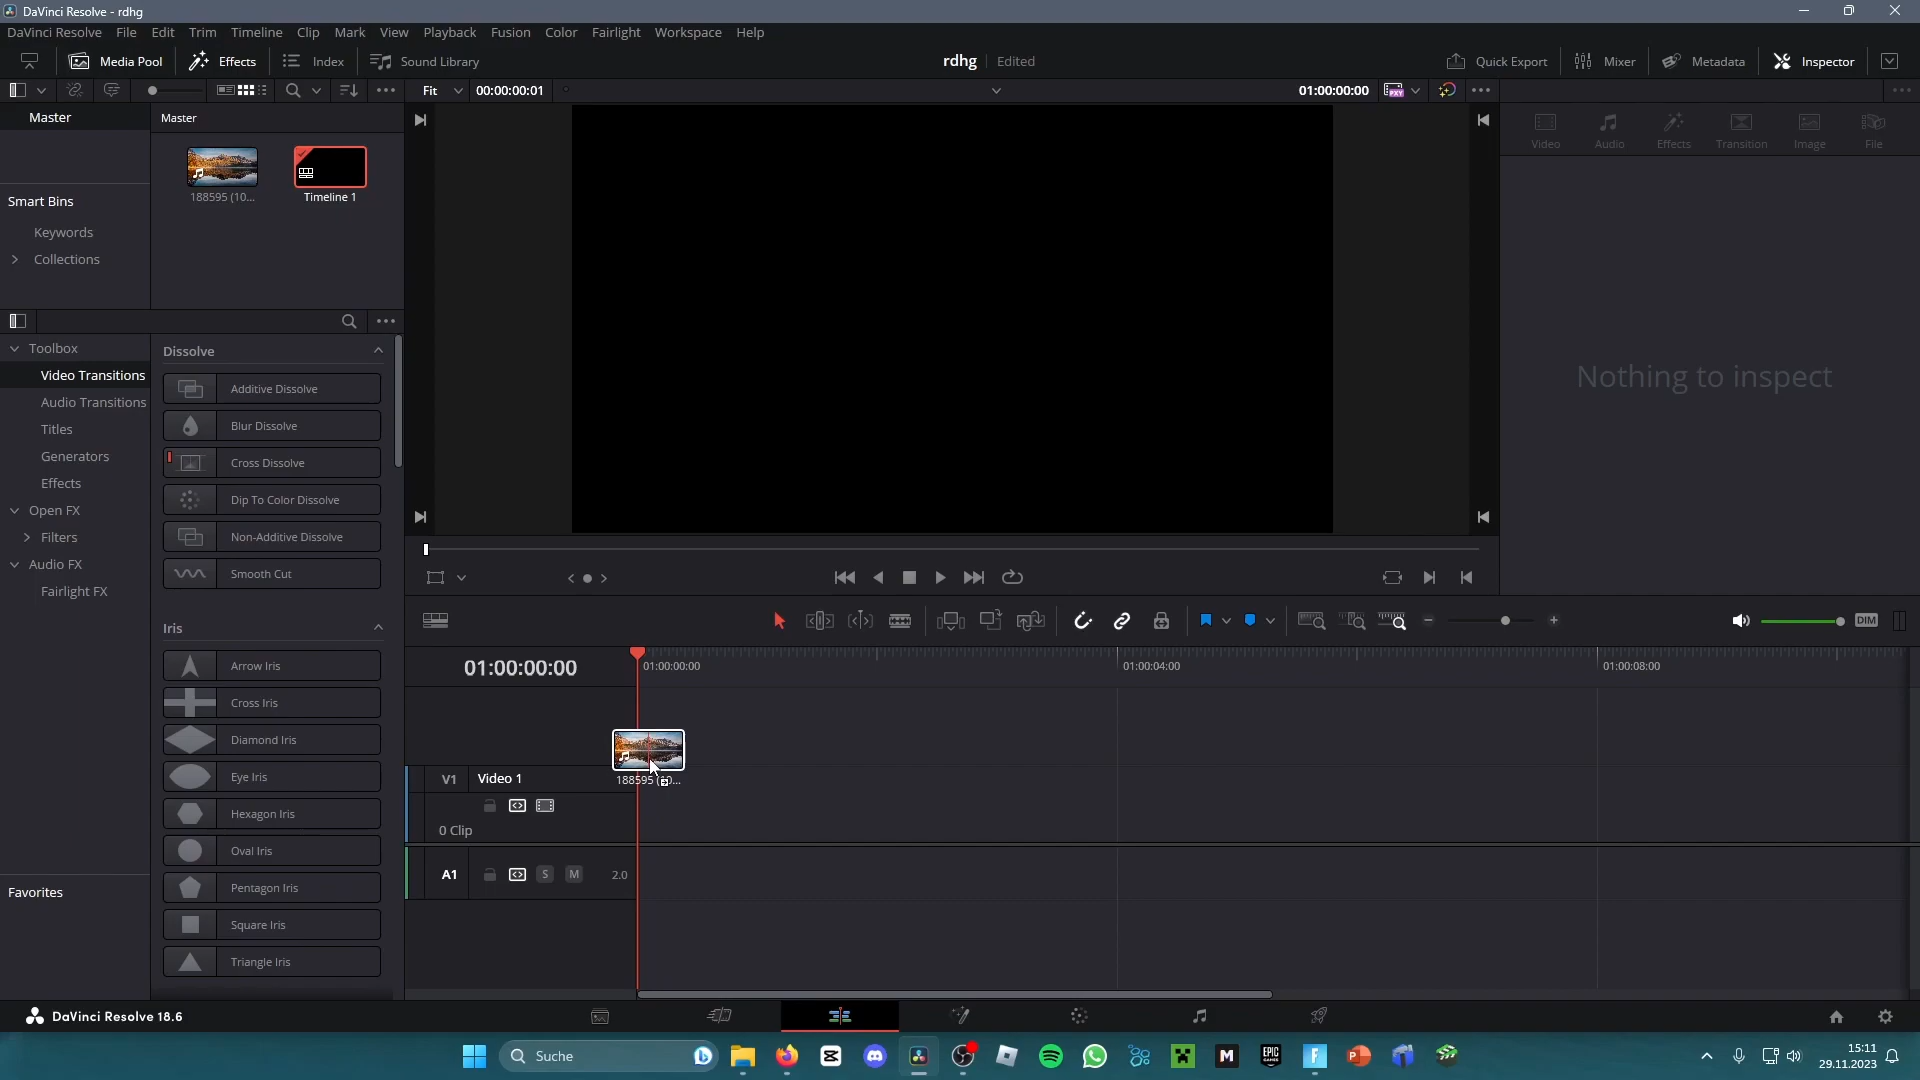 DaVinci Resolve - rdhg
DaVinci Resolve File Edit Trim Timeline Clip Mark View Playback Fusion Color Fairlight Workspace Help
Media Pool Effects Index Sound Library rdhg Edited Quick Export Mixer Metadata Inspector
Fit 00:00:00:01 01:00:00:00
Master Master
188595 (10... Timeline 1
Video Audio Effects Transition Image File
Smart Bins
Keywords
Collections
Toolbox
Video Transitions
Audio Transitions
Titles
Generators
Effects
Open FX
Filters
Audio FX
Fairlight FX
Favorites
Dissolve
Additive Dissolve
Blur Dissolve
Cross Dissolve
Dip To Color Dissolve
Non-Additive Dissolve
Smooth Cut
Iris
Arrow Iris
Cross Iris
Diamond Iris
Eye Iris
Hexagon Iris
Oval Iris
Pentagon Iris
Square Iris
Triangle Iris
Nothing to inspect
DIM
01:00:00:00 01:00:00:00 01:00:04:00 01:00:08:00
V1 Video 1
0 Clip
A1 S M 2.0
DaVinci Resolve 18.6
Suche
15:11
29.11.2023